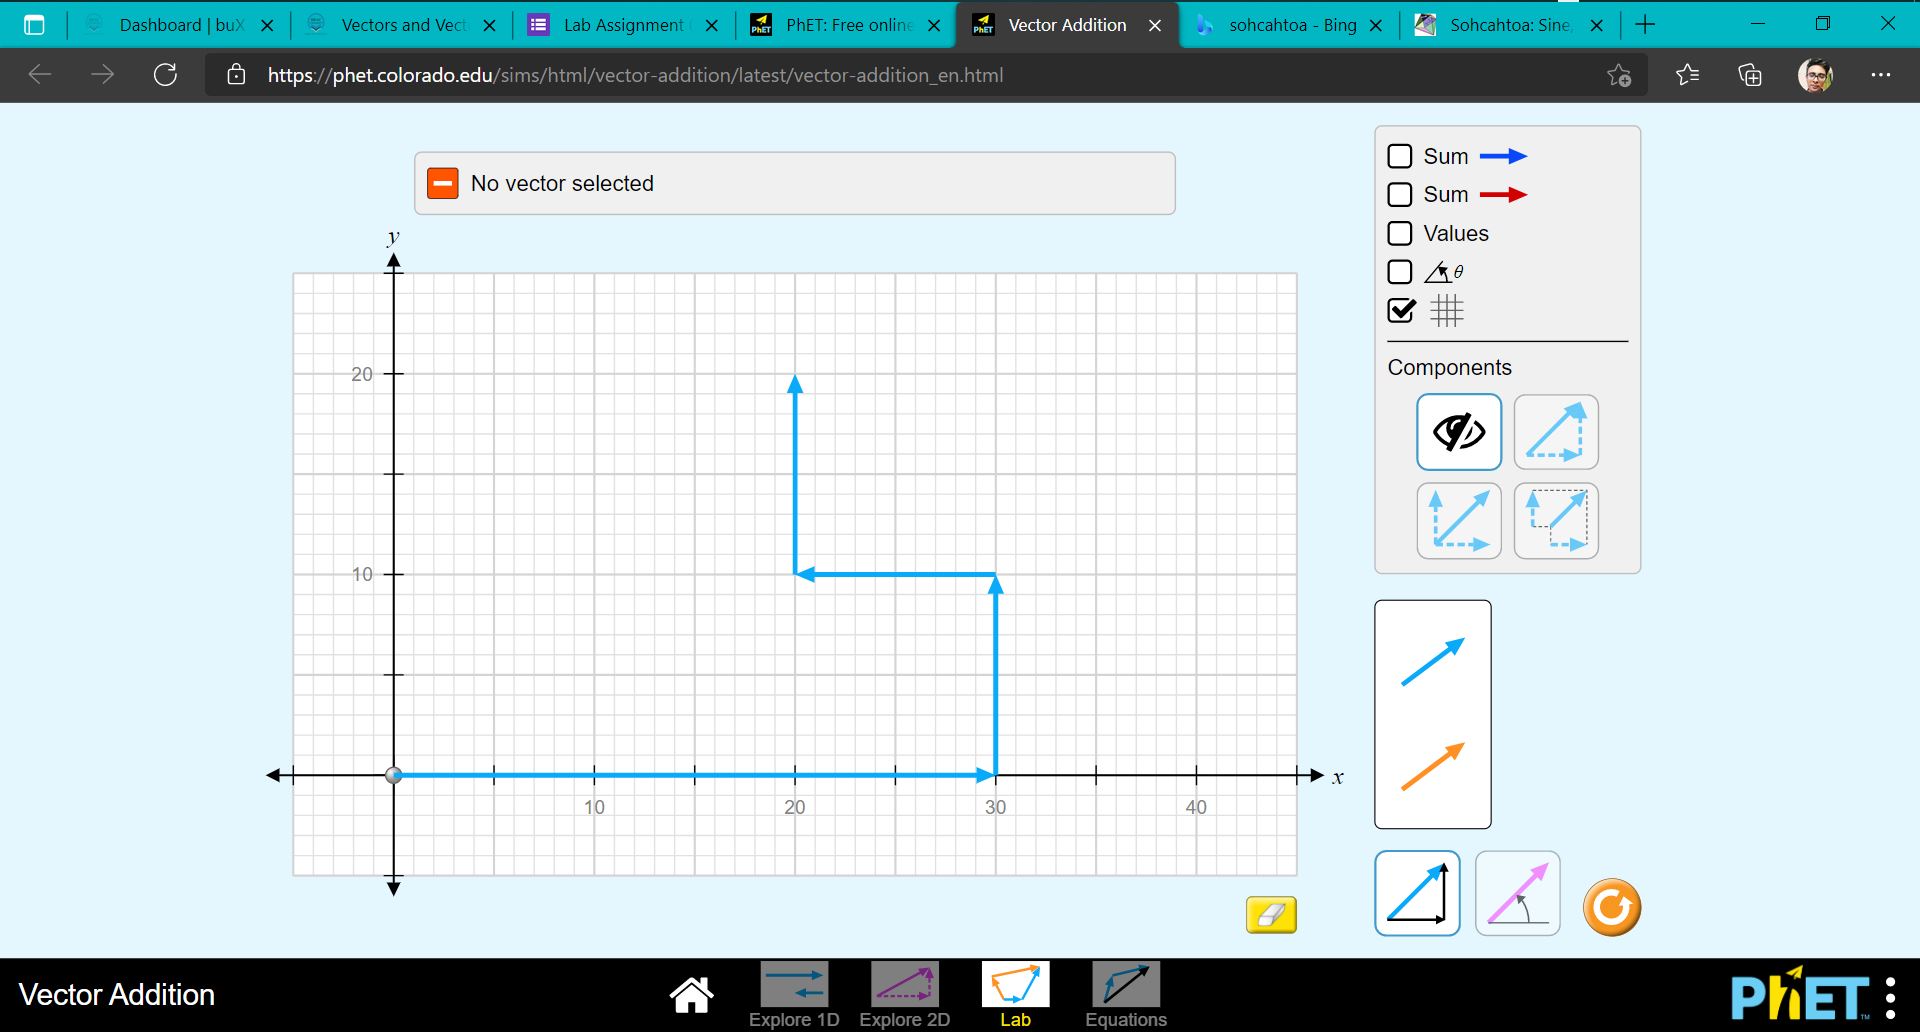 Dashboard | buX
Vectors and Vect
Lab Assignment
PhET: Free online
Vector Addition
sohcahtoa - Bing
Sohcahtoa: Sine,
https://phet.colorado.edu/sims/html/vector-addition/latest/vector-addition_en.html
No vector selected
Sum
Sum
Values
θ
Components
y
20
10
10
20
30
40
x
Vector Addition
Explore 1D
Explore 2D
Lab
Equations
PhET